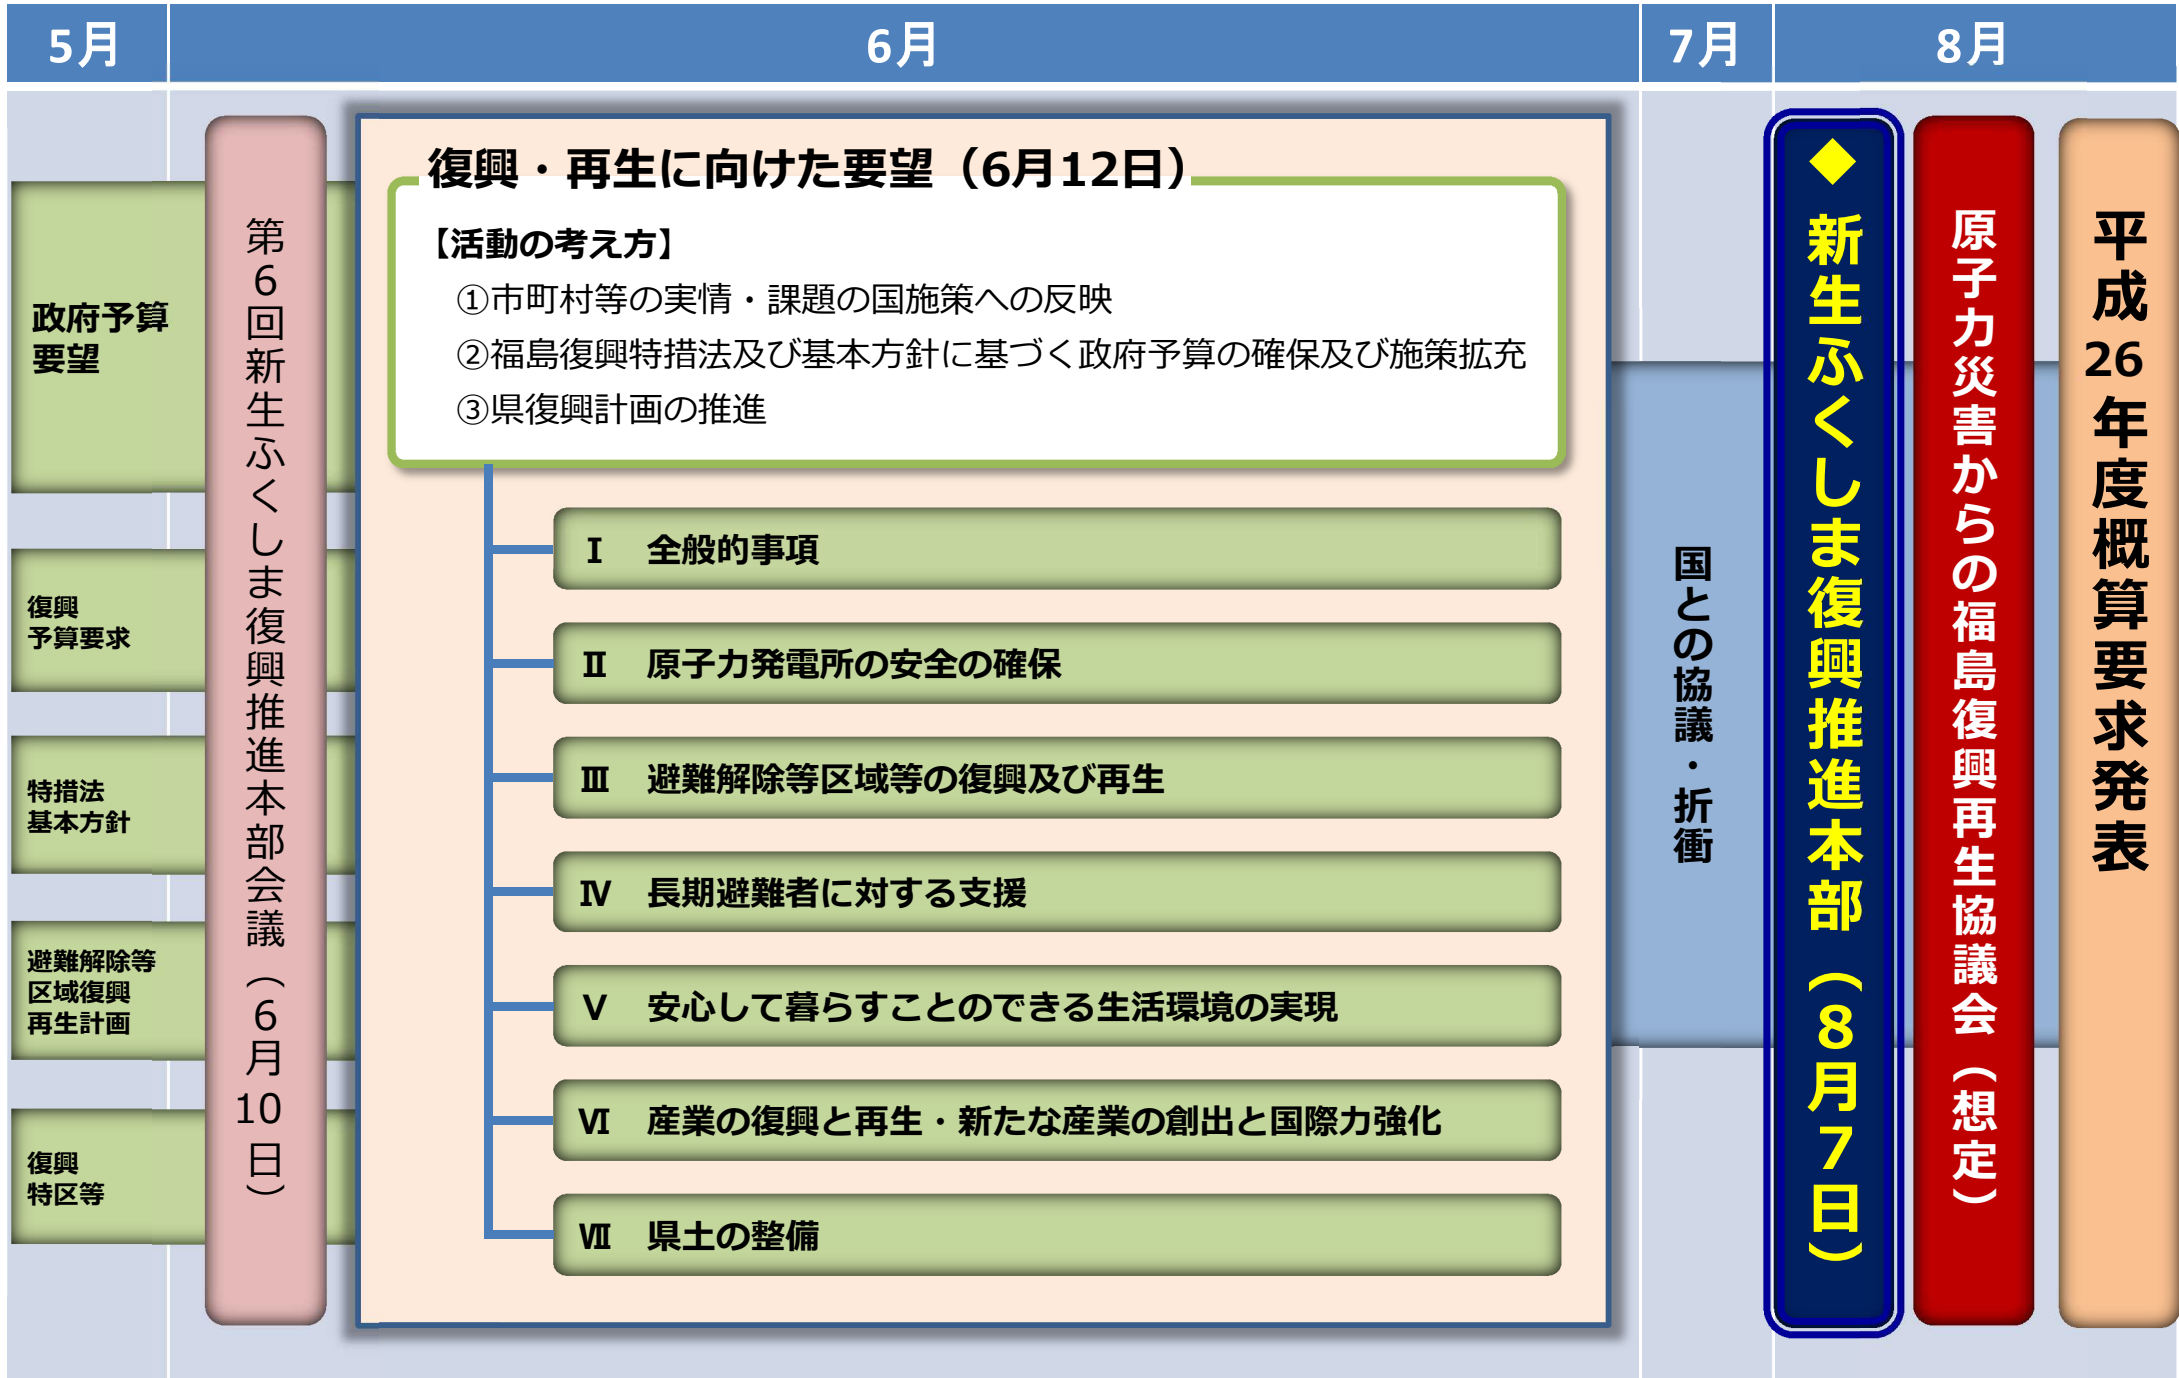 5月
6月
7月
8月
政府予算
要望
復興
予算要求
特措法
基本方針
避難解除等
区域復興
再生計画
復興
特区等
第6回新生ふくしま復興推進本部会議（6月10日）
復興・再生に向けた要望（6月12日）
【活動の考え方】
①市町村等の実情・課題の国施策への反映
②福島復興特措法及び基本方針に基づく政府予算の確保及び施策拡充
③県復興計画の推進
Ⅰ 全般的事項
Ⅱ 原子力発電所の安全の確保
Ⅲ 避難解除等区域等の復興及び再生
Ⅳ 長期避難者に対する支援
Ⅴ 安心して暮らすことのできる生活環境の実現
Ⅵ 産業の復興と再生・新たな産業の創出と国際力強化
Ⅶ 県土の整備
国との協議・折衝
◆新生ふくしま復興推進本部（8月7日）
原子力災害からの福島復興再生協議会（想定）
平成26年度概算要求発表